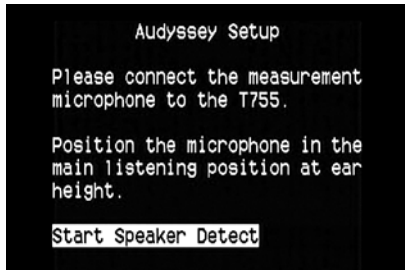 Audyssey Setup
Please connect the measurement
microphone to the T755.
Position the microphone in the
main listening position at ear
height.
Start Speaker Detect